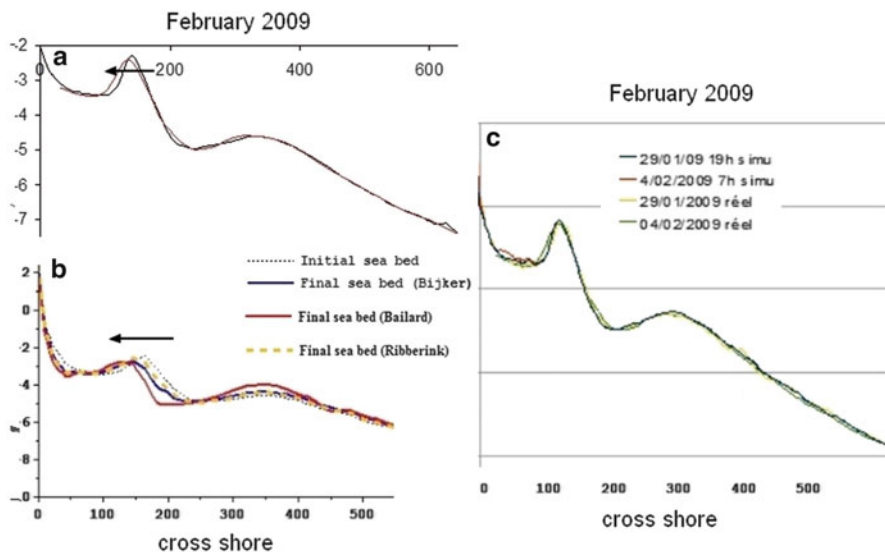 February 2009
a
-2
-3
-4
-5
-6
-7
0
200
400
600
b
2
0
-2
-4
-6
-8
0
100
200
300
400
500
cross shore
Initial sea bed
Final sea bed (Bijker)
Final sea bed (Bailard)
Final sea bed (Ribberink)
February 2009
c
29/01/09 19h simu
4/02/2009 7h simu
29/01/2009 réel
04/02/2009 réel
0
100
200
300
400
500
cross shore